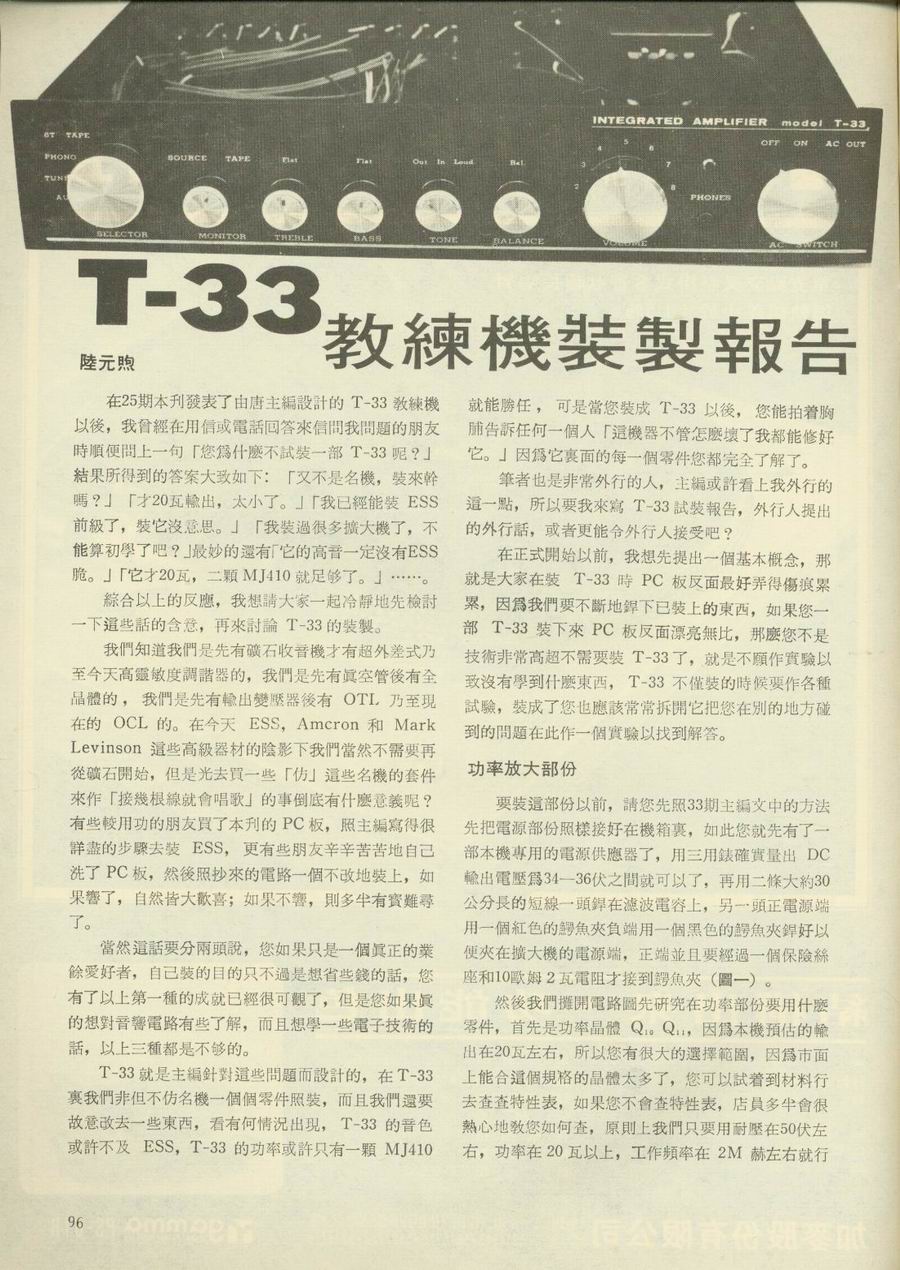 INTEGRATED AMPLIFIER model T-33
ST TAPE
PHONO
SOURCE TAPE
Flat
Flat
Out In Loud
Bal.
2
3
4
5
6
7
8
OFF ON AC OUT
PHONES
SELECTOR
MONITOR
TREBLE
BASS
TONE
BALANCE
VOLUME
AC SWITCH
T-33
教練機裝製報告
陸元煦
在25期本刋發表了由唐主編設計的 T-33 敎練機
以後，我曾經在用信或電話回答來信問我問題的朋友
時順便問上一句「您爲什麼不試裝一部 T-33 呢？」
結果所得到的答案大致如下：「又不是名機，裝來幹
嗎？」「才20瓦輸出，太小了。」「我已經能裝 ESS
前級了，裝它沒意思。」「我裝過很多擴大機了，不
能算初學了吧？」最妙的還有「它的高音一定沒有ESS
脆。」「它才20瓦，二顆 MJ410 就足够了。」……。
綜合以上的反應，我想請大家一起冷靜地先檢討
一下這些話的含意，再來討論 T-33 的裝製。
我們知道我們是先有礦石收音機才有超外差式乃
至今天高靈敏度調諧器的，我們是先有眞空管後有全
晶體的，我們是先有輸出變壓器後有 OTL 乃至現
在的 OCL 的。在今天 ESS，Amcron 和 Mark
Levinson 這些高級器材的陰影下我們當然不需要再
從礦石開始，但是光去買一些「仿」這些名機的套件
來作「接幾根線就會唱歌」的事倒底有什麼意義呢？
有些較用功的朋友買了本刋的 PC 板，照主編寫得很
詳盡的步驟去裝 ESS，更有些朋友辛辛苦苦地自己
洗了 PC 板，然後照抄來的電路一個不改地裝上，如
果響了，自然皆大歡喜；如果不響，則多半有寳難尋
了。
當然這話要分兩頭說，您如果只是一個眞正的業
餘愛好者，自己裝的目的只不過是想省些錢的話，您
有了以上第一種的成就已經很可觀了，但是您如果眞
的想對音響電路有些了解，而且想學一些電子技術的
話，以上三種都是不够的。
T-33 就是主編針對這些問題而設計的，在 T-33
裏我們非但不仿名機一個個零件照裝，而且我們還要
故意改去一些東西，看有何情況出現，T-33 的音色
或許不及 ESS，T-33 的功率或許只有一顆 MJ410
就能勝任，可是當您裝成 T-33 以後，您能拍着胸
脯告訴任何一個人「這機器不管怎麼壞了我都能修好
它。」因爲它裏面的每一個零件您都完全了解了。
筆者也是非常外行的人，主編或許看上我外行的
這一點，所以要我來寫 T-33 試裝報告，外行人提出
的外行話，或者更能令外行人接受吧？
在正式開始以前，我想先提出一個基本概念，那
就是大家在裝 T-33 時 PC 板反面最好弄得傷痕累
累，因爲我們要不斷地銲下已裝上的東西，如果您一
部 T-33 裝下來 PC 板反面漂亮無比，那麼您不是
技術非常高超不需要裝 T-33 了，就是不願作實驗以
致沒有學到什麼東西，T-33 不僅裝的時候要作各種
試驗，裝成了您也應該常常拆開它把您在別的地方碰
到的問題在此作一個實驗以找到解答。
功率放大部份
要裝這部份以前，請您先照33期主編文中的方法
先把電源部份照樣接好在機箱裏，如此您就先有了一
部本機專用的電源供應器了，用三用錶確實量出 DC
輸出電壓爲34—36伏之間就可以了，再用二條大約30
公分長的短線一頭銲在濾波電容上，另一頭正電源端
用一個紅色的鰐魚夾負端用一個黑色的鰐魚夾銲好以
便夾在擴大機的電源端，正端並且要經過一個保險絲
座和10歐姆 2 瓦電阻才接到鰐魚夾（圖一）。
然後我們攤開電路圖先研究在功率部份要用什麼
零件，首先是功率晶體 Q₁₀ Q₁₁，因爲本機預估的輸
出在20瓦左右，所以您有很大的選擇範圍，因爲市面
上能合這個規格的晶體太多了，您可以試着到材料行
去查查特性表，如果您不會查特性表，店員多半會很
熱心地敎您如何查，原則上我們只要用耐壓在50伏左
右，功率在 20 瓦以上，工作頻率在 2M 赫左右就行
96